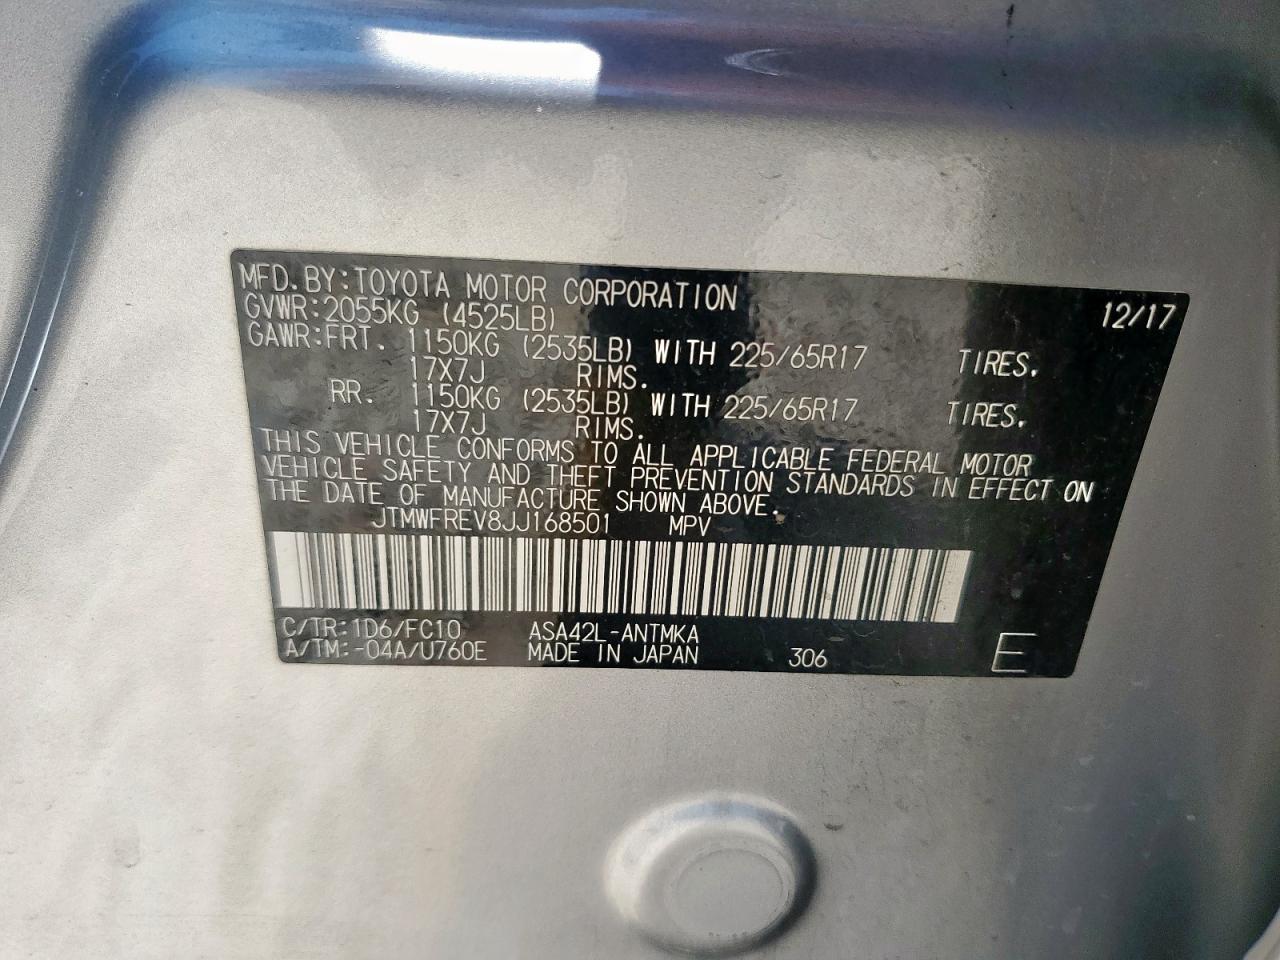 MFD. BY: TOYOTA MOTOR CORPORATION 12/17
GVWR: 2055KG (4525LB)
GAWR: FRT. 1150KG (2535LB) WITH 225/65R17 TIRES.
17X7J RIMS.
RR. 1150KG (2535LB) WITH 225/65R17 TIRES.
17X7J RIMS.
THIS VEHICLE CONFORMS TO ALL APPLICABLE FEDERAL MOTOR
VEHICLE SAFETY AND THEFT PREVENTION STANDARDS IN EFFECT ON
THE DATE OF MANUFACTURE SHOWN ABOVE.
JTMWFREV8JJ168501 MPV
C/TR: 1D6/FC10 ASA42L-ANTMKA
A/TM: -04A/U760E MADE IN JAPAN 306 E